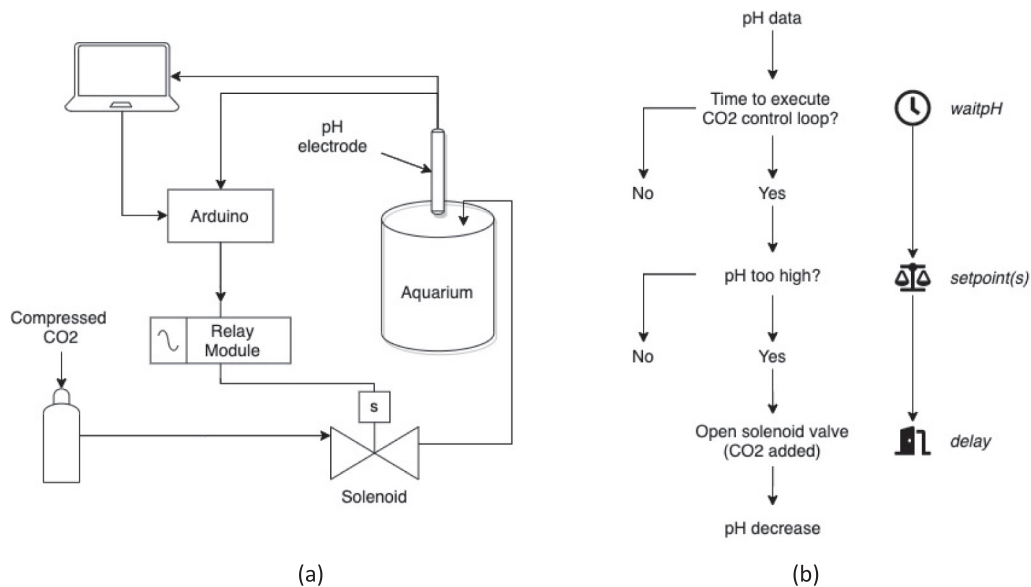 pH
electrode
Arduino
Aquarium
Compressed
CO2
Relay
Module
s
Solenoid
(a)
pH data
Time to execute
CO2 control loop?
waitpH
No
Yes
pH too high?
setpoint(s)
No
Yes
Open solenoid valve
(CO2 added)
delay
pH decrease
(b)